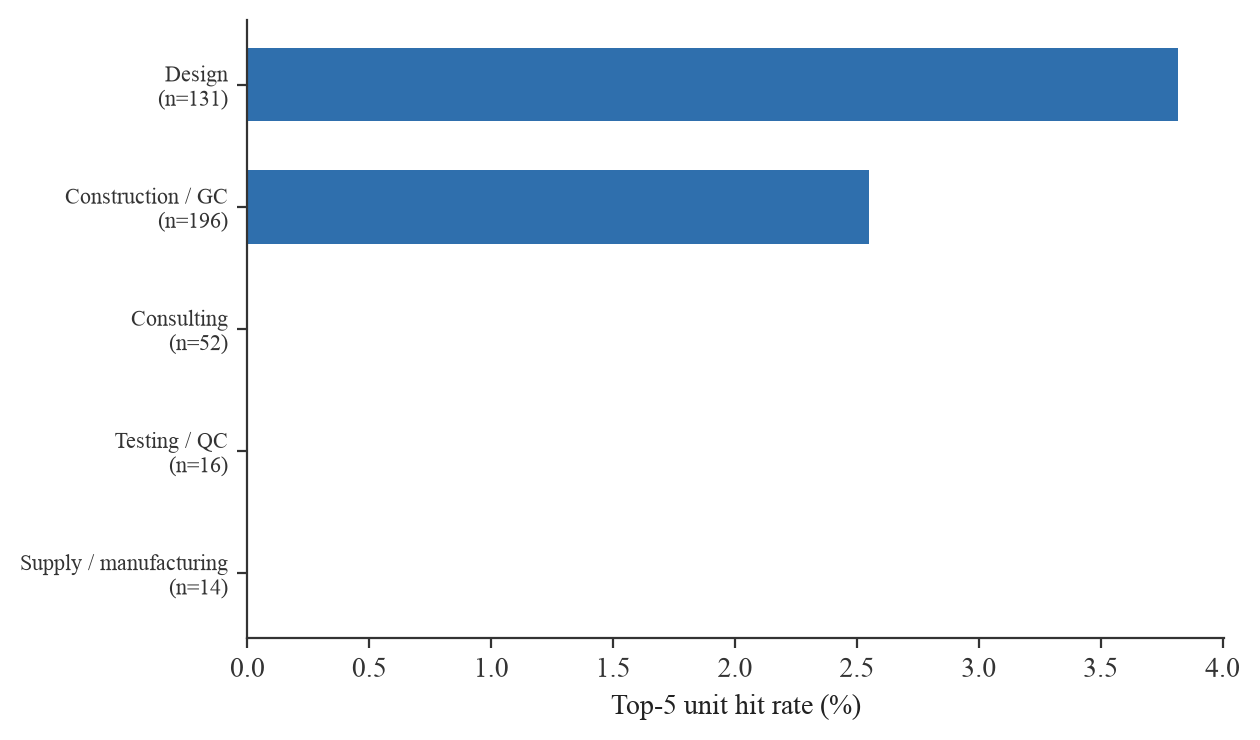 Design
(n=131)
Construction / GC
(n=196)
Consulting
(n=52)
Testing / QC
(n=16)
Supply / manufacturing
(n=14)
0.0 0.5 1.0 1.5 2.0 2.5 3.0 3.5 4.0
Top-5 unit hit rate (%)